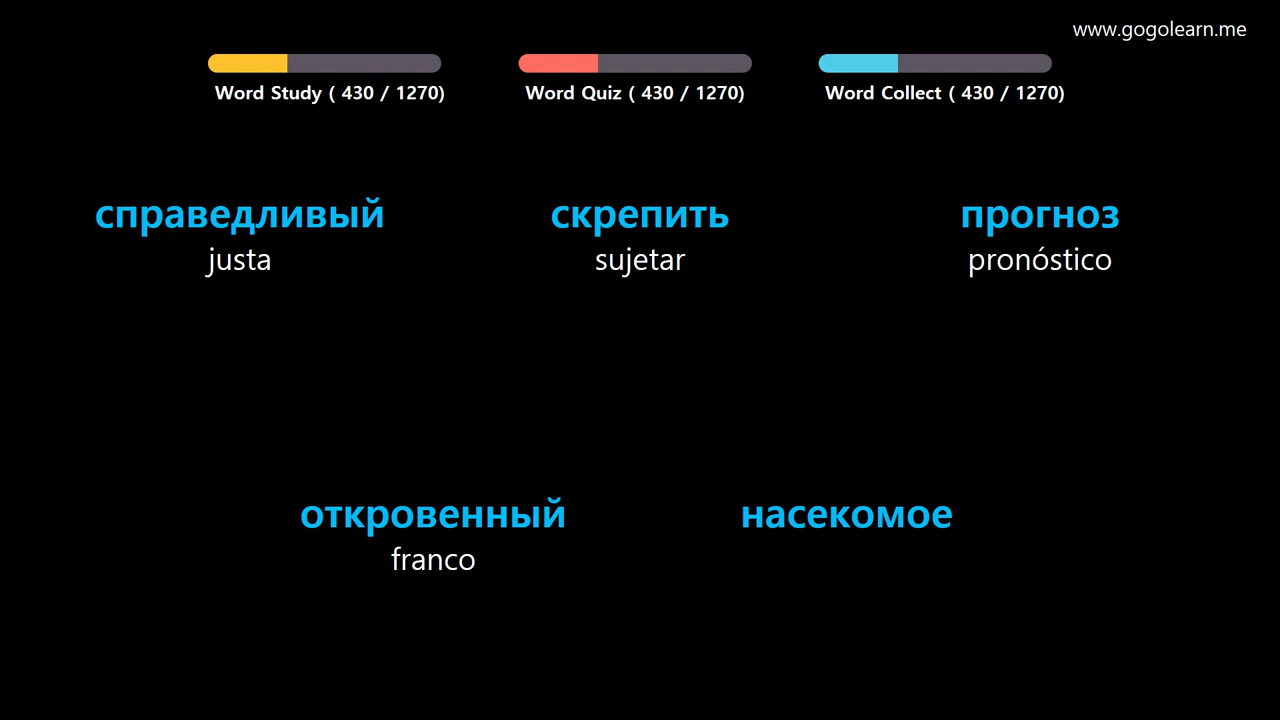 www.gogolearn.me
Word Study ( 430 / 1270)
Word Quiz ( 430 / 1270)
Word Collect ( 430 / 1270)
справедливый
justa
скрепить
sujetar
прогноз
pronóstico
откровенный
franco
насекомое